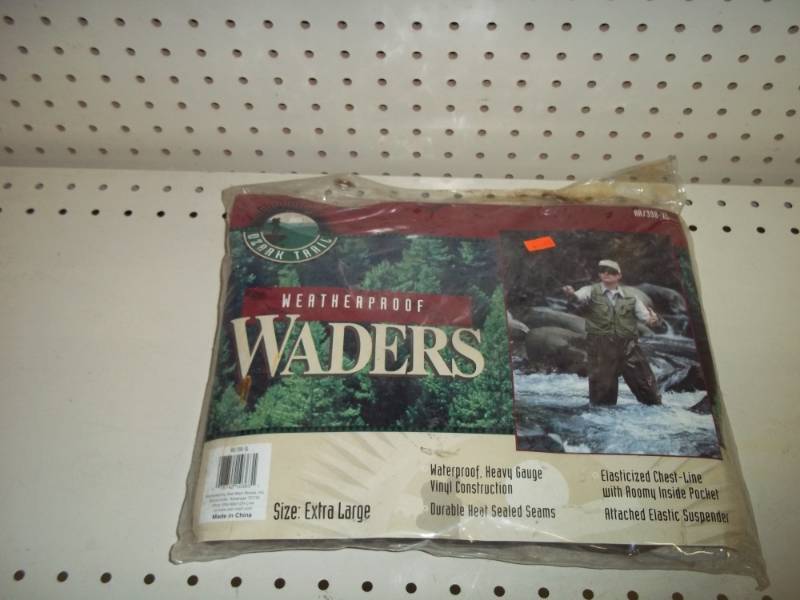 OZARK TRAIL
WEATHERPROOF
WADERS
Size: Extra Large
Waterproof, Heavy Gauge
Vinyl Construction
Durable Heat Sealed Seams
Elasticized Chest-Line
with Roomy Inside Pocket
Attached Elastic Suspender
Made in China